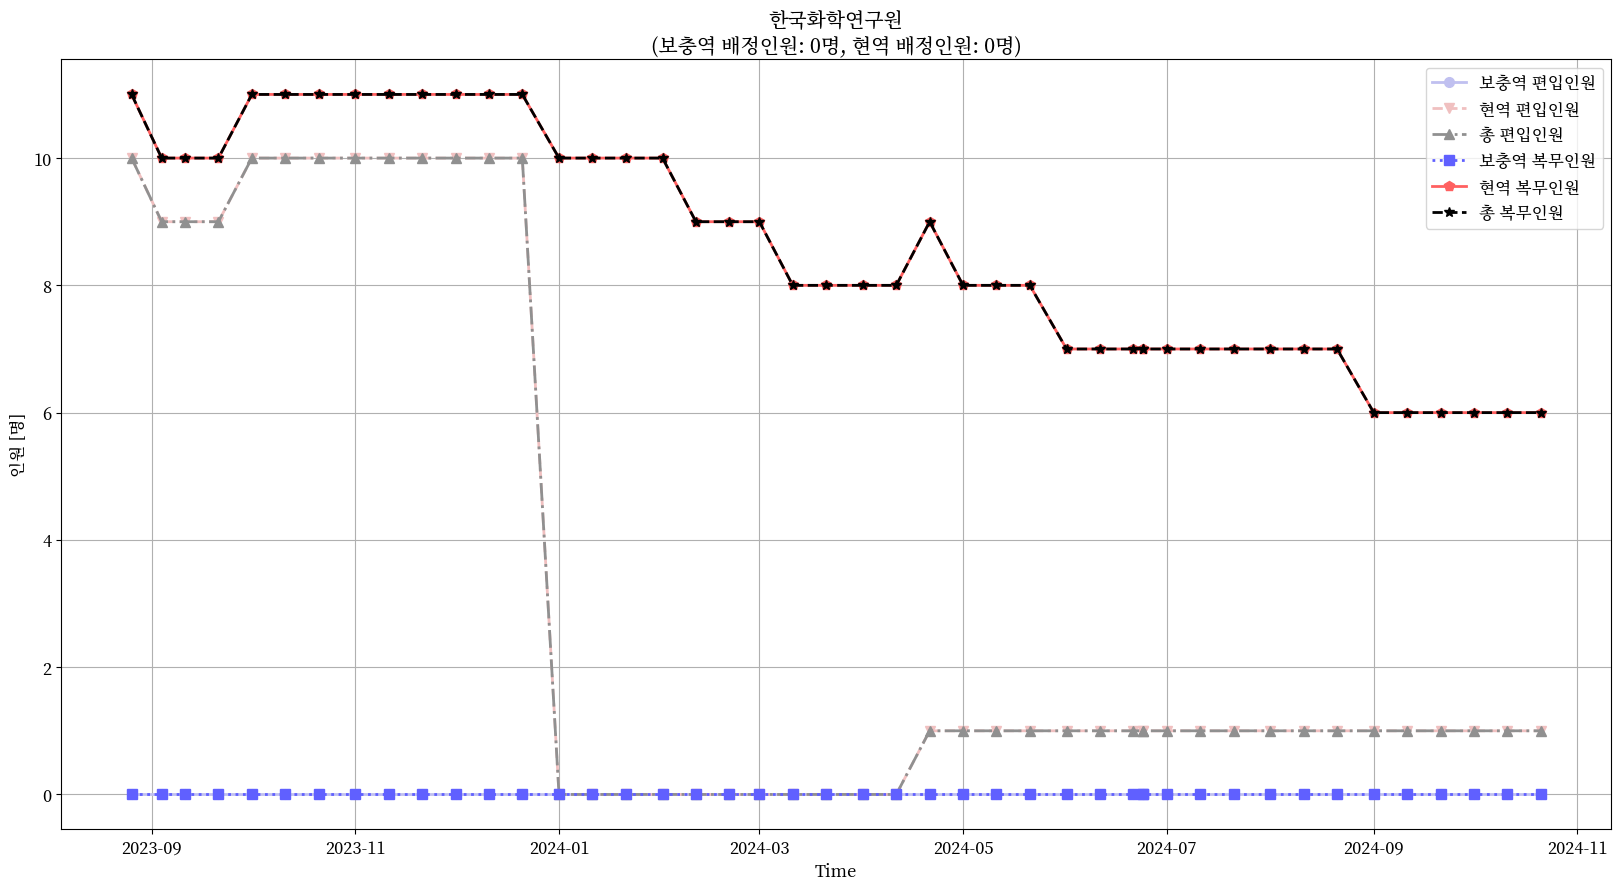 한국화학연구원
(보충역 배정인원: 0명, 현역 배정인원: 0명)
보충역 편입인원
현역 편입인원
총 편입인원
보충역 복무인원
현역 복무인원
총 복무인원
인원 [명]
10
8
6
4
2
0
2023-09
2023-11
2024-01
2024-03
2024-05
2024-07
2024-09
2024-11
Time